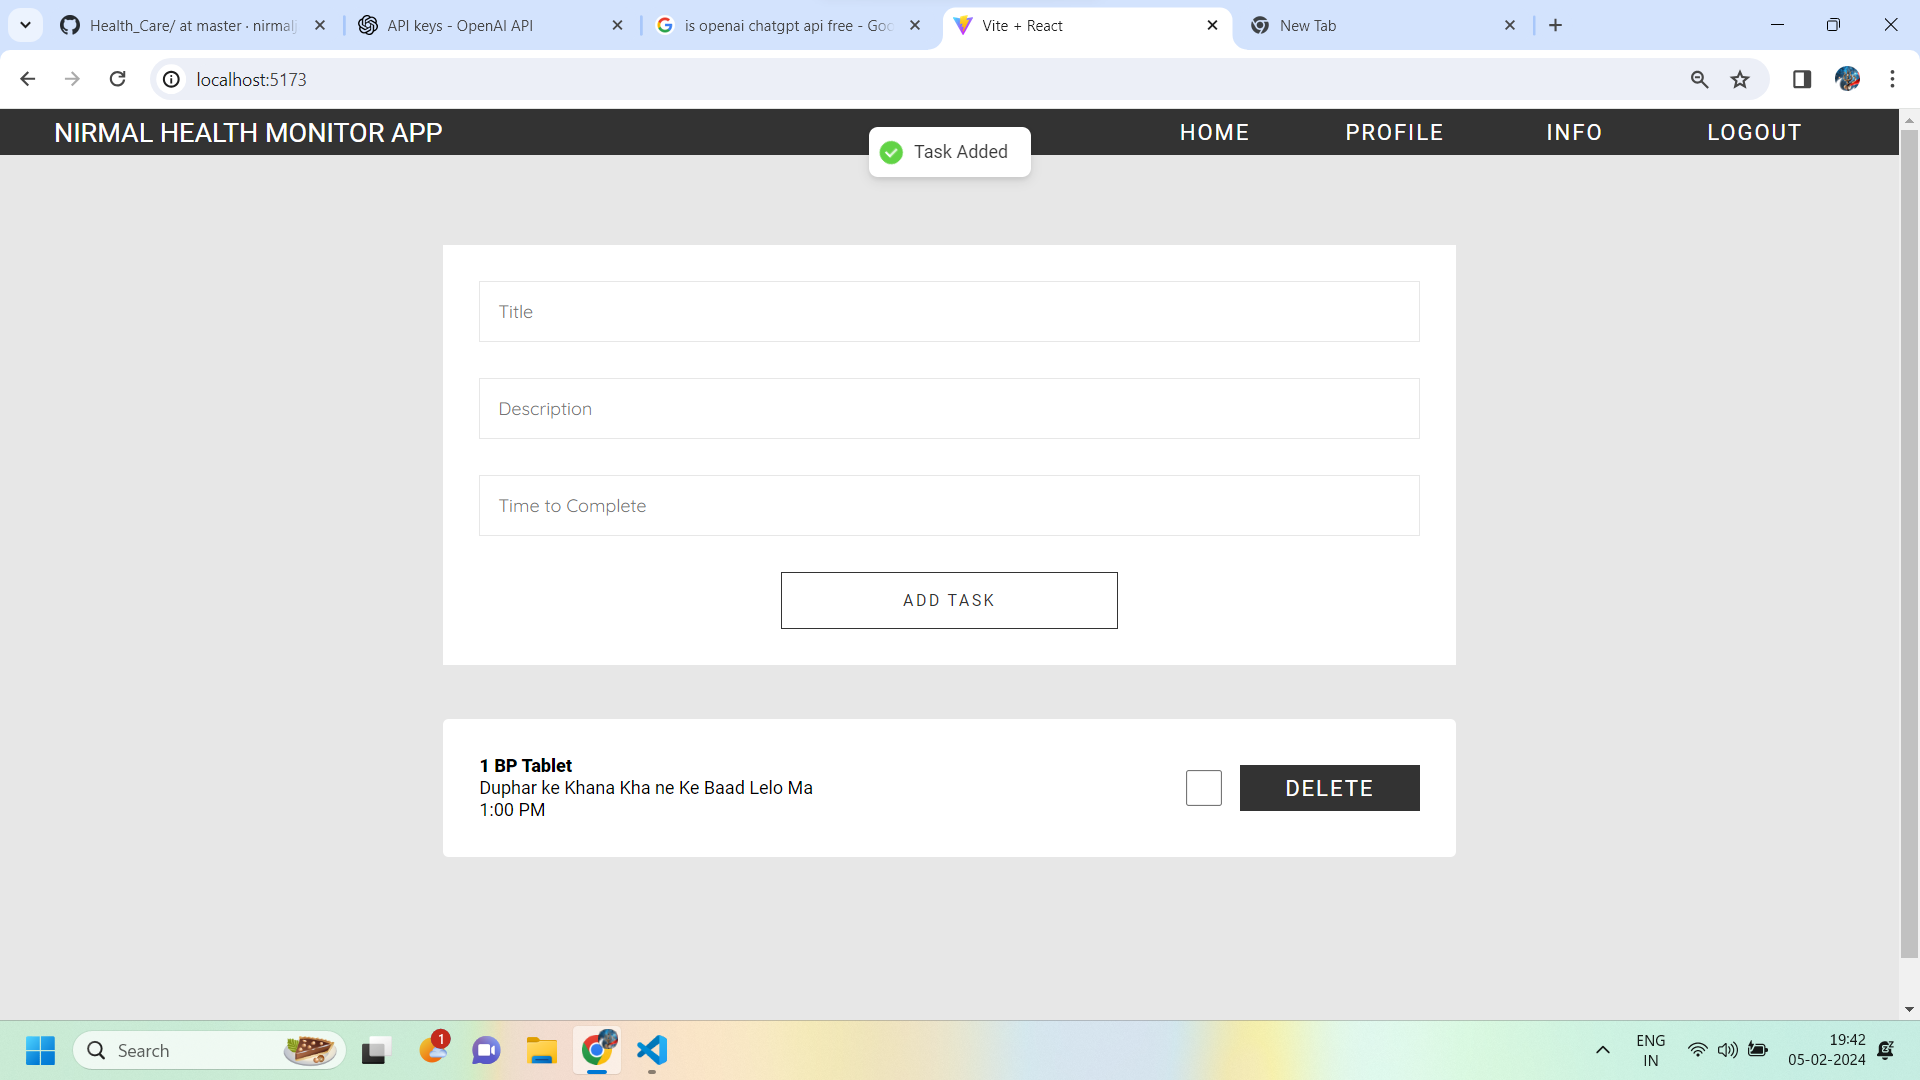 Health_Care/ at master · nirmalj
API keys - OpenAI API
is openai chatgpt api free - Goo
Vite + React
New Tab
localhost:5173
NIRMAL HEALTH MONITOR APP
HOME
PROFILE
INFO
LOGOUT
Task Added
Title
Description
Time to Complete
ADD TASK
1 BP Tablet
Duphar ke Khana Kha ne Ke Baad Lelo Ma
1:00 PM
DELETE
Search
1
ENG
IN
19:42
05-02-2024